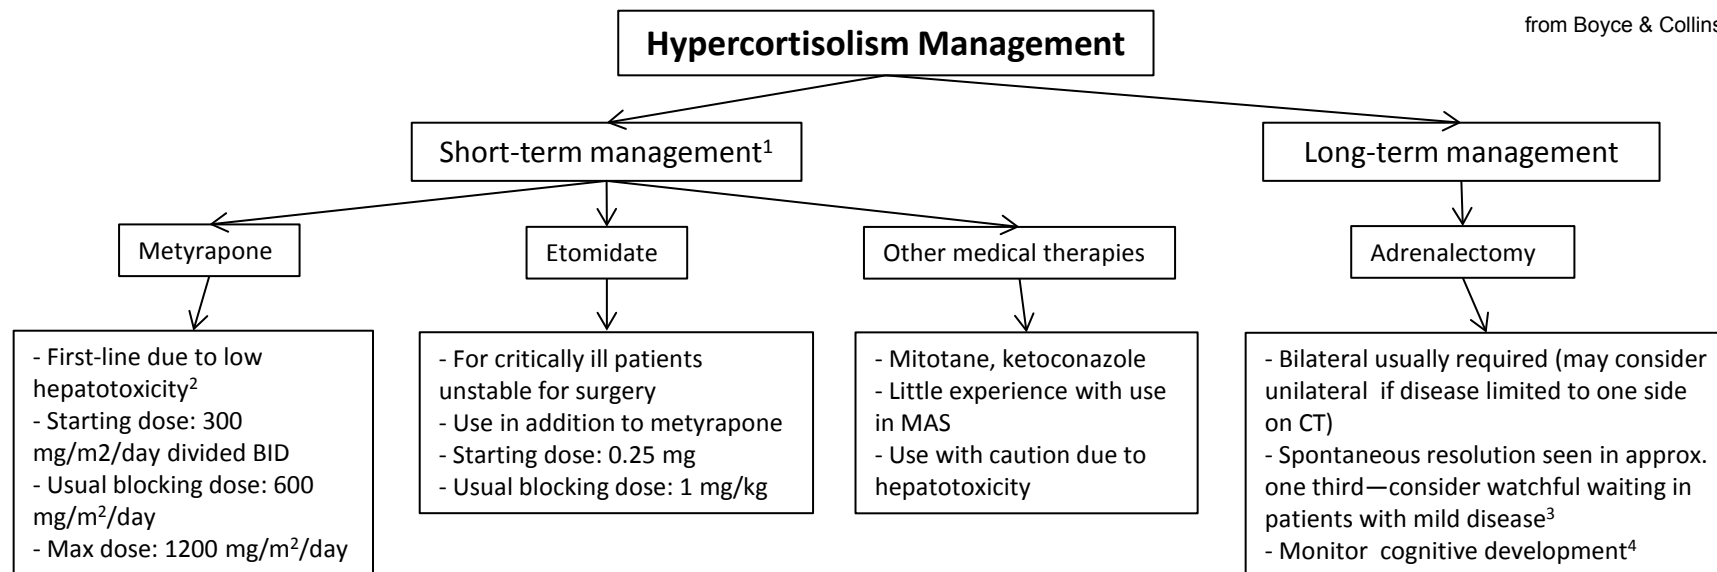 from Boyce & Collins
Hypercortisolism Management
Short-term management¹
Long-term management
Metyrapone
Etomidate
Other medical therapies
Adrenalectomy
- First-line due to low
hepatotoxicity²
- Starting dose: 300
mg/m2/day divided BID
- Usual blocking dose: 600
mg/m²/day
- Max dose: 1200 mg/m²/day
- For critically ill patients
unstable for surgery
- Use in addition to metyrapone
- Starting dose: 0.25 mg
- Usual blocking dose: 1 mg/kg
- Mitotane, ketoconazole
- Little experience with use
in MAS
- Use with caution due to
hepatotoxicity
- Bilateral usually required (may consider
unilateral if disease limited to one side
on CT)
- Spontaneous resolution seen in approx.
one third—consider watchful waiting in
patients with mild disease³
- Monitor cognitive development⁴